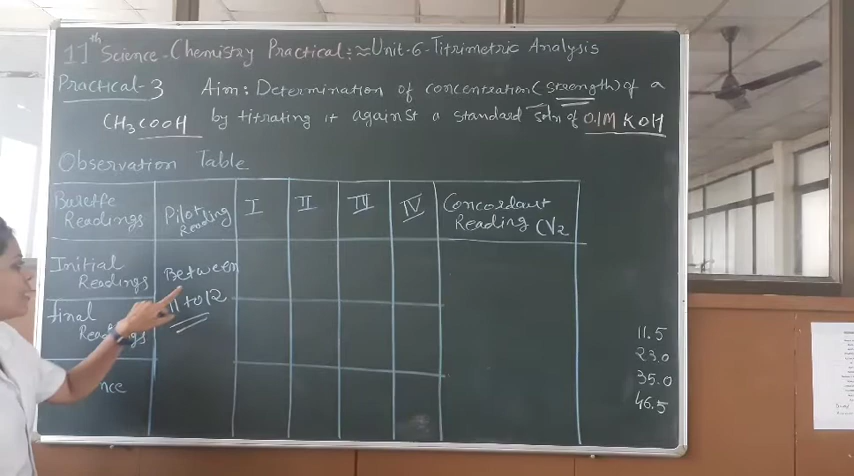 11th Science - Chemistry Practical :≈ Unit-6- Titrimetric Analysis
Practical-3 Aim: Determination of concentration (strength) of a
CH3COOH by titrating it against a standard soln of 0.1M KOH
Observation Table
Burette Readings
Pilot Reading
I
II
III
IV
Concordant Reading (V2
Initial Readings
Between
11 to 12
final Readings
nce
11.5
23.0
35.0
46.5